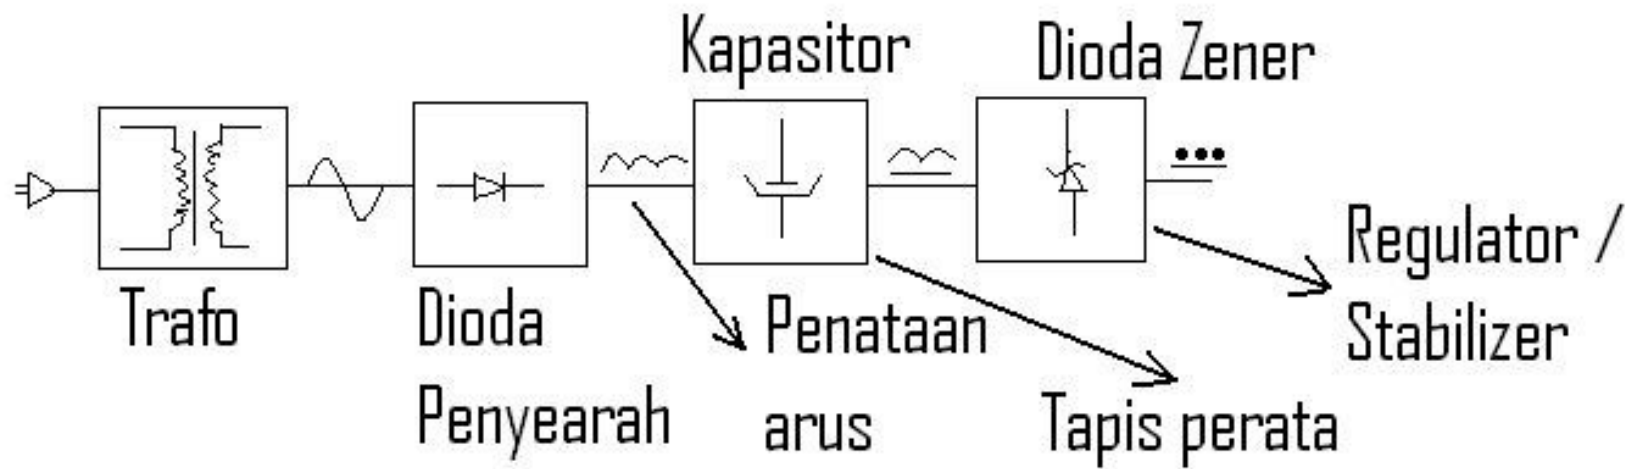 Kapasitor
Dioda Zener
Trafo
Dioda
Penyearah
Penataan
arus
Tapis perata
Regulator /
Stabilizer